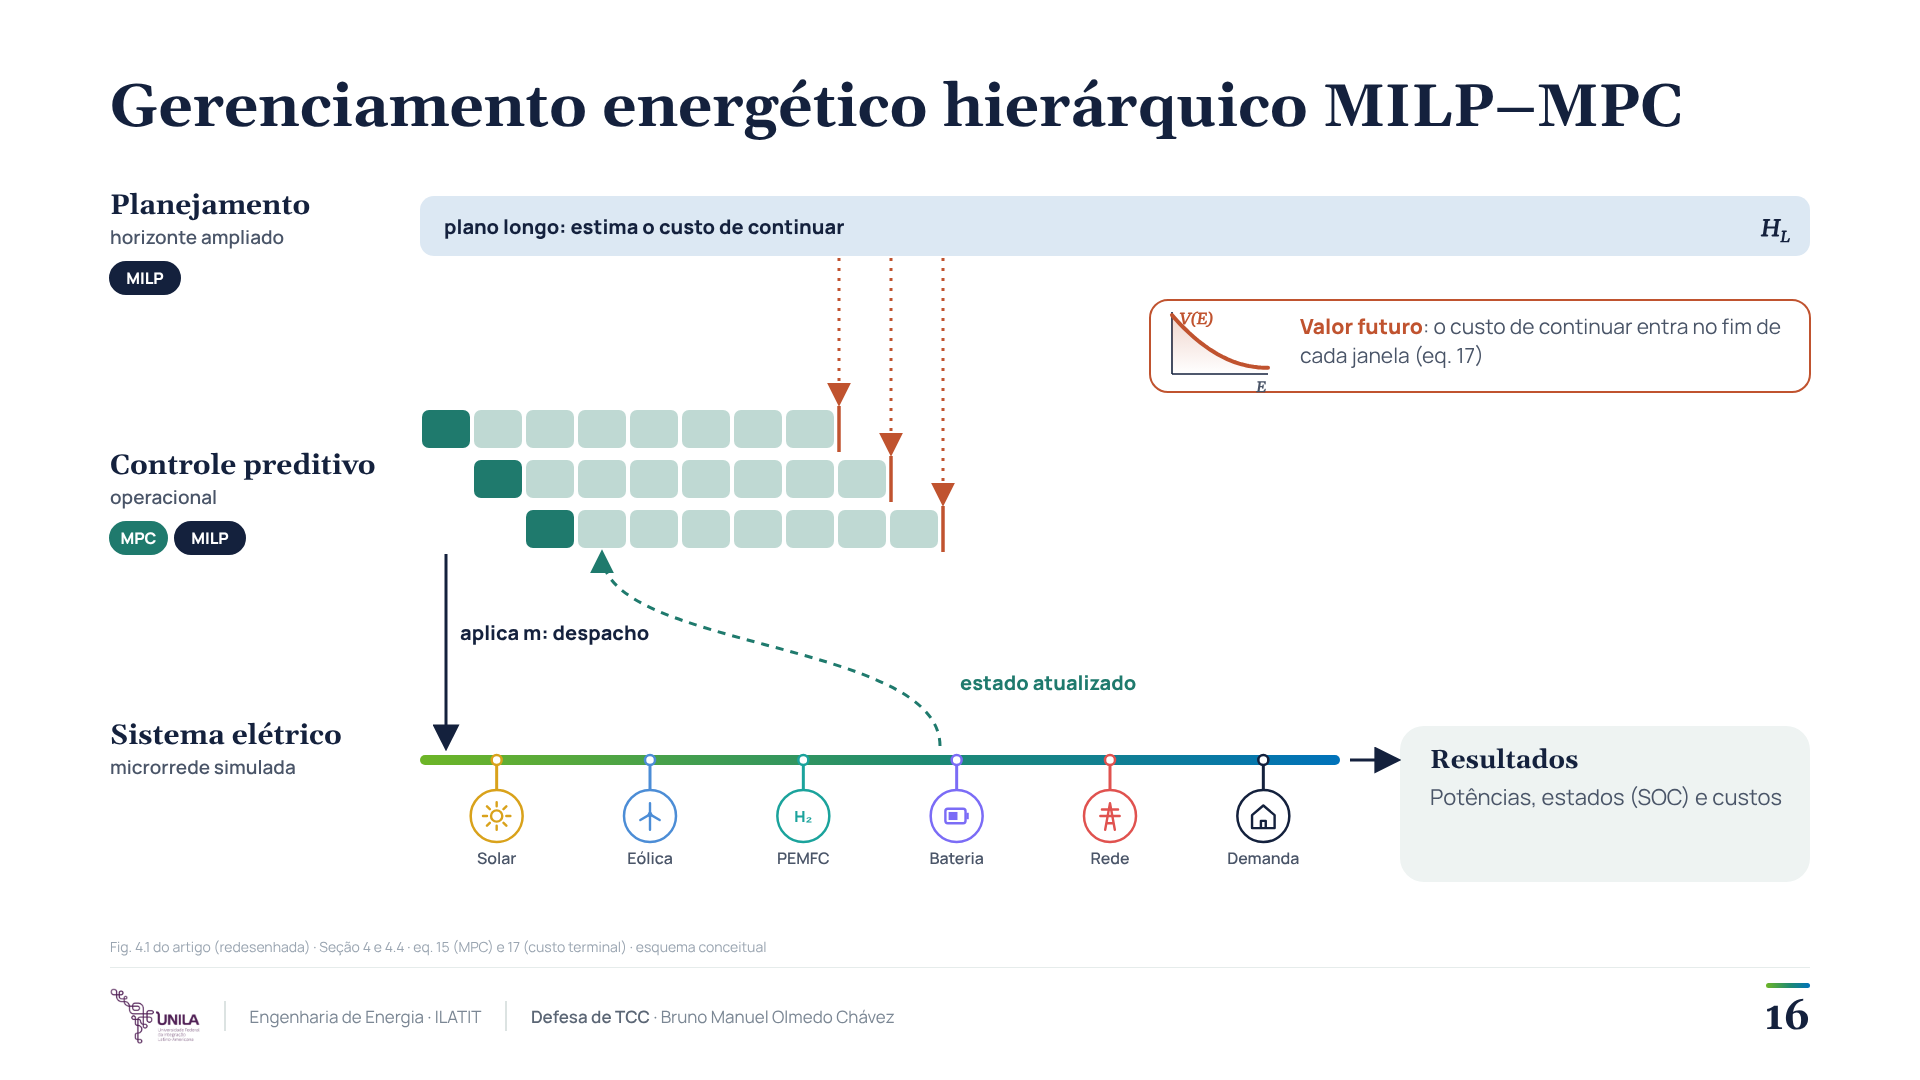 Gerenciamento energético hierárquico MILP–MPC
Planejamento
horizonte ampliado
MILP
plano longo: estima o custo de continuar
H_L
V(E)
E
Valor futuro: o custo de continuar entra no fim de
cada janela (eq. 17)
Controle preditivo
operacional
MPC
MILP
aplica m: despacho
estado atualizado
Sistema elétrico
microrrede simulada
H₂
Solar
Eólica
PEMFC
Bateria
Rede
Demanda
Resultados
Potências, estados (SOC) e custos
Fig. 4.1 do artigo (redesenhada) · Seção 4 e 4.4 · eq. 15 (MPC) e 17 (custo terminal) · esquema conceitual
UNILA
Engenharia de Energia · ILATIT
Defesa de TCC · Bruno Manuel Olmedo Chávez
16